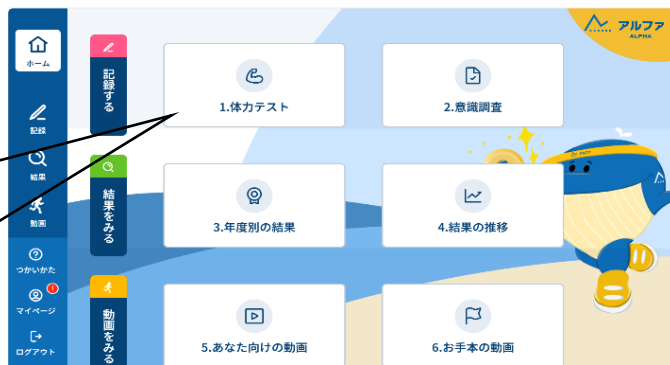 アルファ
ALPHA
ホーム
記録
結果
動画
つかいかた
!
マイページ
ログアウト
記録する
1.体力テスト
2.意識調査
結果をみる
3.年度別の結果
4.結果の推移
動画をみる
5.あなた向けの動画
6.お手本の動画